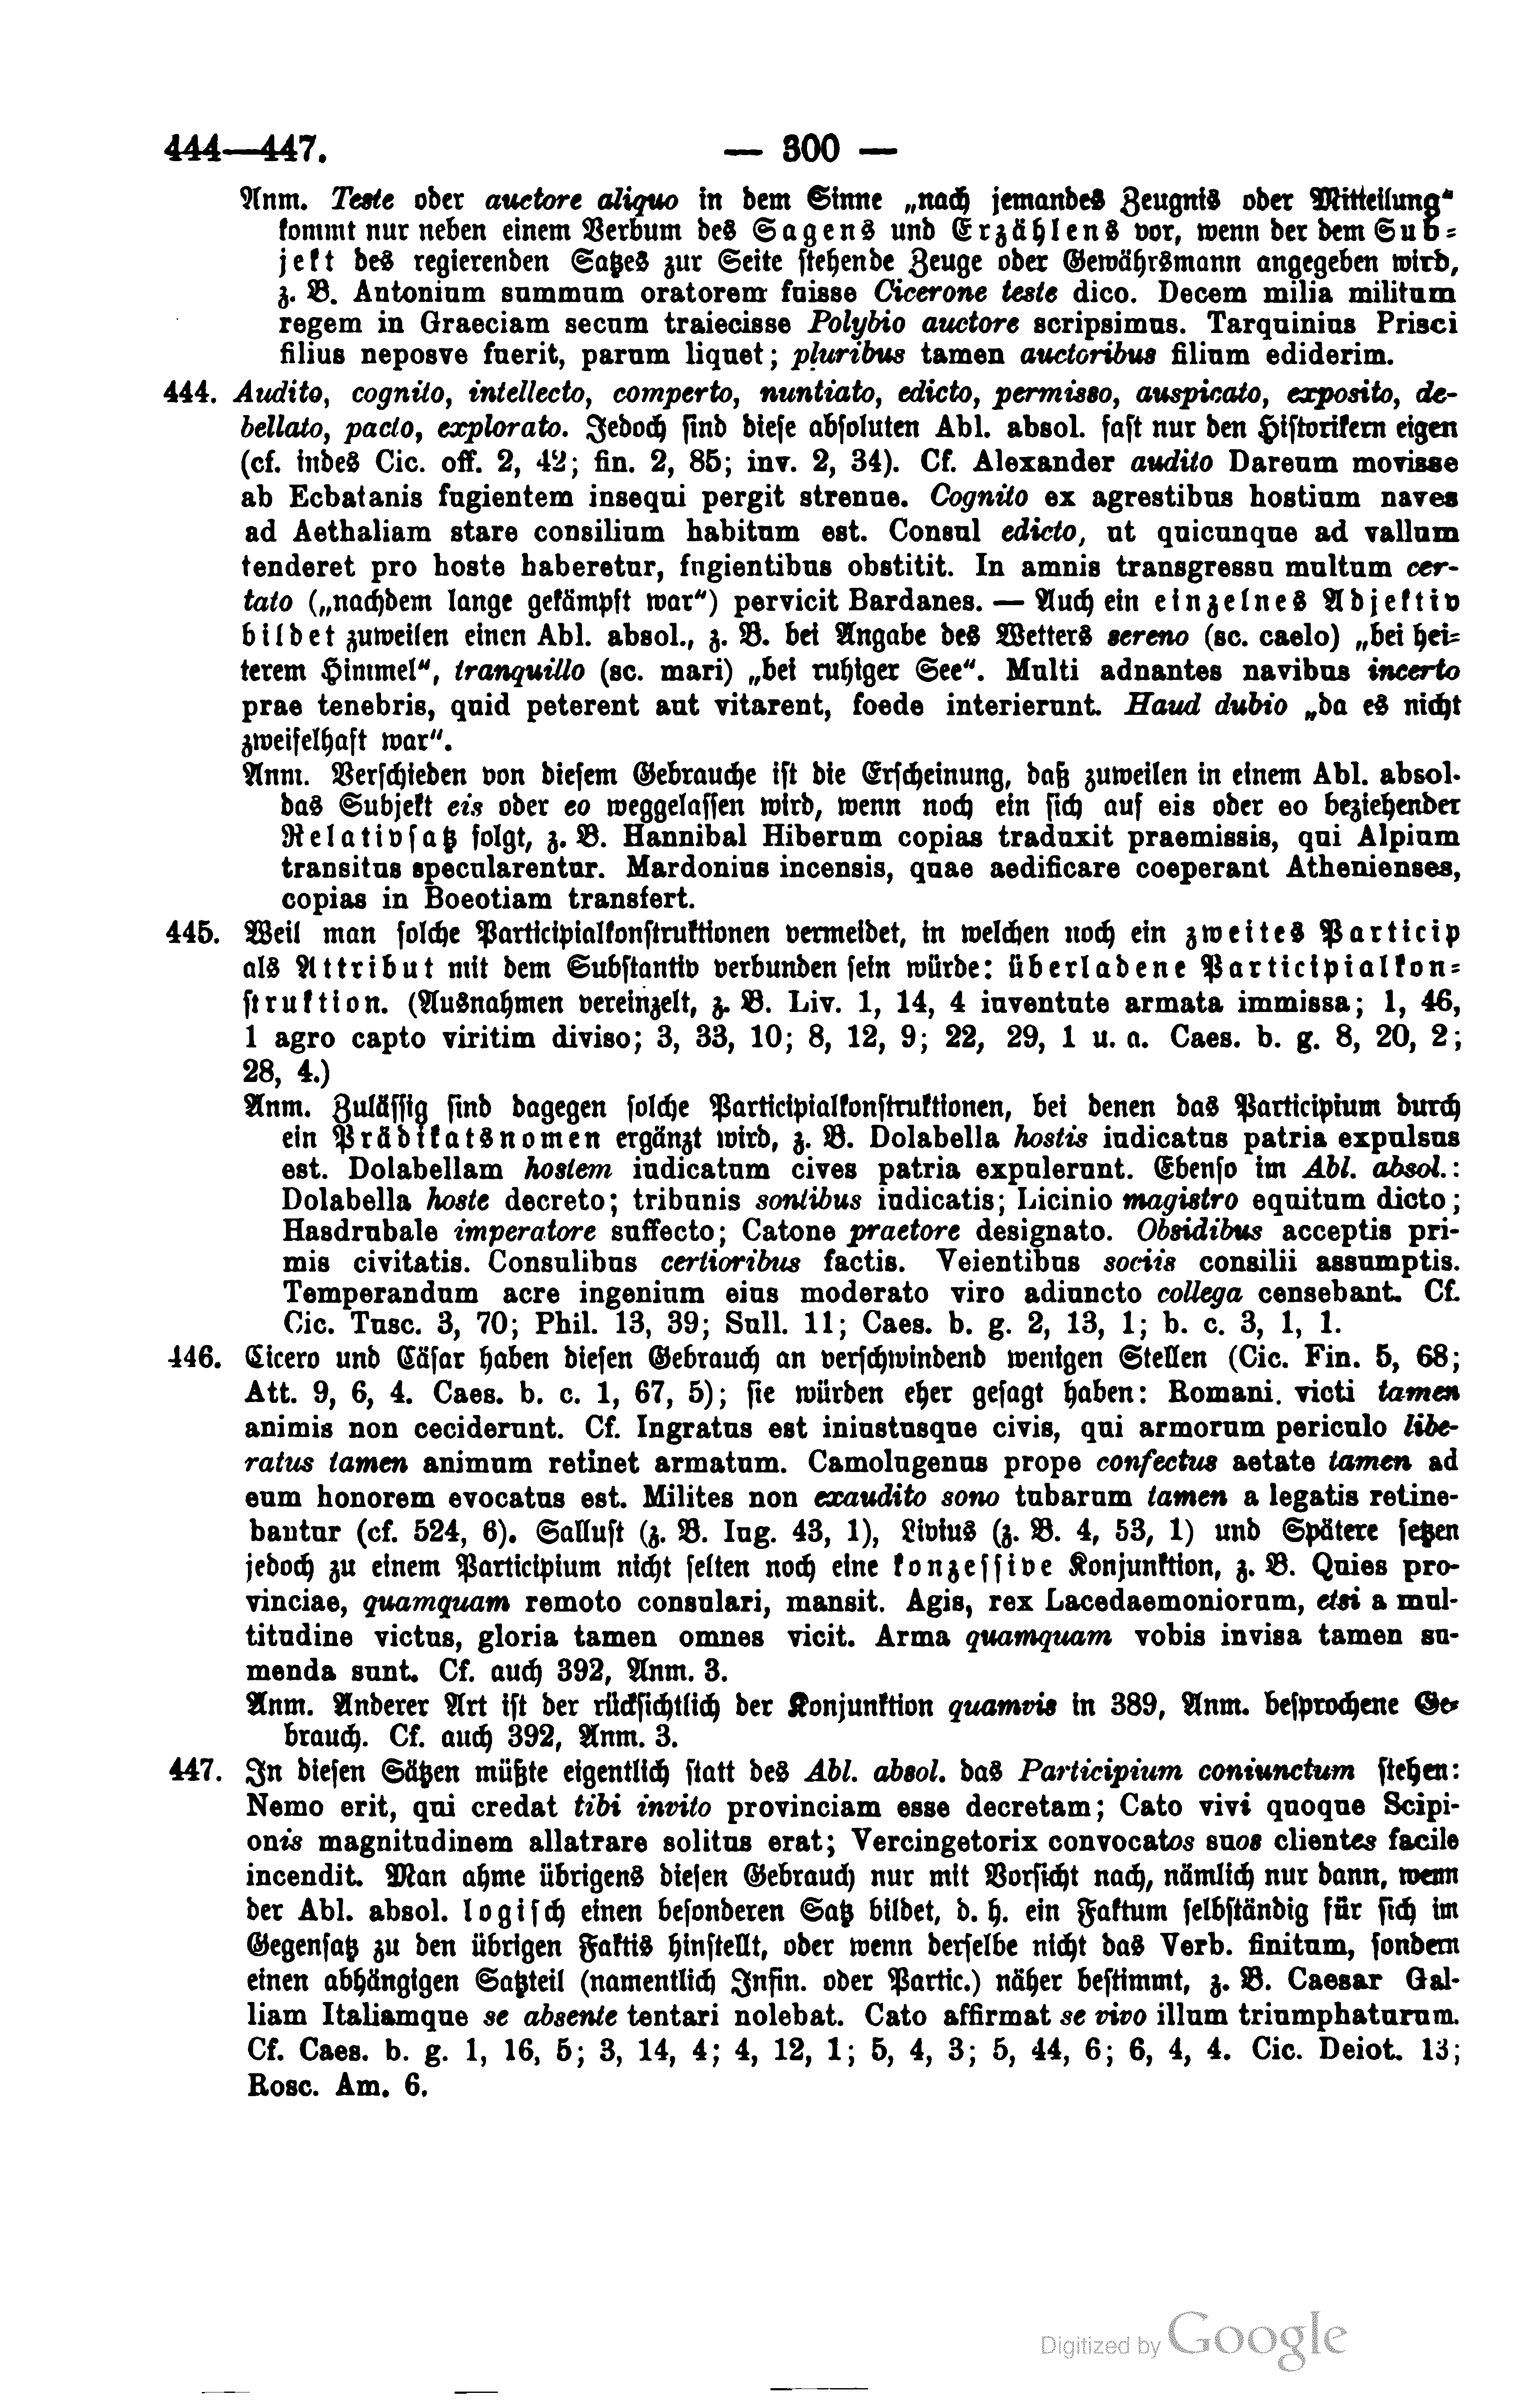 444—447.
— 300 —
Anm. Teste oder auctore aliquo in dem Sinne „nach jemandes Zeugnis oder Mitteilung“
kommt nur neben einem Verbum des Sagens und Erzählens vor, wenn der dem Sub-
jekt des regierenden Satzes zur Seite stehende Zeuge oder Gewährsmann angegeben wird,
z. B. Antonium summum oratorem fuisse Cicerone teste dico. Decem milia militum
regem in Graeciam secum traiecisse Polybio auctore scripsimus. Tarquinius Prisci
filius neposve fuerit, parum liquet; pluribus tamen auctoribus filium ediderim.
444. Audito, cognito, intellecto, comperto, nuntiato, edicto, permisso, auspicato, exposito, de-
bellato, pacto, explorato. Jedoch sind diese absoluten Abl. absol. fast nur den Historikern eigen
(cf. indes Cic. off. 2, 42; fin. 2, 85; inv. 2, 34). Cf. Alexander audito Dareum movisse
ab Ecbatanis fugientem insequi pergit strenue. Cognito ex agrestibus hostium naves
ad Aethaliam stare consilium habitum est. Consul edicto, ut quicunque ad vallum
tenderet pro hoste haberetur, fugientibus obstitit. In amnis transgressu multum cer-
tato („nachdem lange gekämpft war“) pervicit Bardanes. — Auch ein einzelnes Adjektiv
bildet zuweilen einen Abl. absol., z. B. bei Angabe des Wetters sereno (sc. caelo) „bei hei-
terem Himmel“, tranquillo (sc. mari) „bei ruhiger See“. Multi adnantes navibus incerto
prae tenebris, quid peterent aut vitarent, foede interierunt. Haud dubio „da es nicht
zweifelhaft war“.
Anm. Verschieden von diesem Gebrauche ist die Erscheinung, daß zuweilen in einem Abl. absol.
das Subjekt eis oder eo weggelassen wird, wenn noch ein sich auf eis oder eo beziehender
Relativsatz folgt, z. B. Hannibal Hiberum copias traduxit praemissis, qui Alpium
transitus specularentur. Mardonius incensis, quae aedificare coeperant Athenienses,
copias in Boeotiam transfert.
445. Weil man solche Participialkonstruktionen vermeidet, in welchen noch ein zweites Particip
als Attribut mit dem Substantiv verbunden sein würde: überladene Participialkon-
struktion. (Ausnahmen vereinzelt, z. B. Liv. 1, 14, 4 iuventute armata immissa; 1, 46,
1 agro capto viritim diviso; 3, 33, 10; 8, 12, 9; 22, 29, 1 u. a. Caes. b. g. 8, 20, 2;
28, 4.)
Anm. Zulässig sind dagegen solche Participialkonstruktionen, bei denen das Participium durch
ein Prädikatsnomen ergänzt wird, z. B. Dolabella hostis iudicatus patria expulsus
est. Dolabellam hostem iudicatum cives patria expulerunt. Ebenso im Abl. absol.:
Dolabella hoste decreto; tribunis sontibus iudicatis; Licinio magistro equitum dicto;
Hasdrubale imperatore suffecto; Catone praetore designato. Obsidibus acceptis pri-
mis civitatis. Consulibus certioribus factis. Veientibus sociis consilii assumptis.
Temperandum acre ingenium eius moderato viro adiuncto collega censebant. Cf.
Cic. Tusc. 3, 70; Phil. 13, 39; Sull. 11; Caes. b. g. 2, 13, 1; b. c. 3, 1, 1.
446. Cicero und Cäsar haben diesen Gebrauch an verschwindend wenigen Stellen (Cic. Fin. 5, 68;
Att. 9, 6, 4. Caes. b. c. 1, 67, 5); sie würden eher gesagt haben: Romani. victi tamen
animis non ceciderunt. Cf. Ingratus est iniustusque civis, qui armorum periculo libe-
ratus tamen animum retinet armatum. Camolugenus prope confectus aetate tamen ad
eum honorem evocatus est. Milites non exaudito sono tubarum tamen a legatis retine-
bantur (cf. 524, 6). Sallust (z. B. Iug. 43, 1), Livius (z. B. 4, 53, 1) und Spätere setzen
jedoch zu einem Participium nicht selten noch eine konzessive Konjunktion, z. B. Quies pro-
vinciae, quamquam remoto consulari, mansit. Agis, rex Lacedaemoniorum, etsi a mul-
titudine victus, gloria tamen omnes vicit. Arma quamquam vobis invisa tamen su-
menda sunt. Cf. auch 392, Anm. 3.
Anm. Anderer Art ist der rücksichtlich der Konjunktion quamvis in 389, Anm. besprochene Ge-
brauch. Cf. auch 392, Anm. 3.
447. In diesen Sätzen müßte eigentlich statt des Abl. absol. das Participium coniunctum stehen:
Nemo erit, qui credat tibi invito provinciam esse decretam; Cato vivi quoque Scipi-
onis magnitudinem allatrare solitus erat; Vercingetorix convocatos suos clientes facile
incendit. Man ahme übrigens diesen Gebrauch nur mit Vorsicht nach, nämlich nur dann, wenn
der Abl. absol. logisch einen besonderen Satz bildet, d. h. ein Faktum selbständig für sich im
Gegensatz zu den übrigen Faktis hinstellt, oder wenn derselbe nicht das Verb. finitum, sondern
einen abhängigen Satzteil (namentlich Infin. oder Partic.) näher bestimmt, z. B. Caesar Gal-
liam Italiamque se absente tentari nolebat. Cato affirmat se vivo illum triumphaturum.
Cf. Caes. b. g. 1, 16, 5; 3, 14, 4; 4, 12, 1; 5, 4, 3; 5, 44, 6; 6, 4, 4. Cic. Deiot. 13;
Rosc. Am. 6.
Digitized by Google